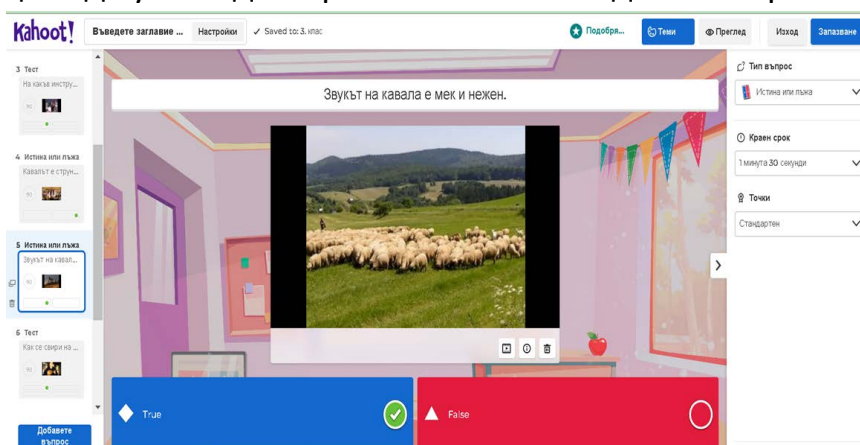 Kahoot!
Въведете заглавие ...
Настройки
✓ Saved to: 3. клас
Подобря...
Теми
Преглед
Изход
Запазване
3 Тест
На какъв инстру...
4 Истина или лъжа
Кавалът е струн...
5 Истина или лъжа
Звукът на кавал...
6 Тест
Как се свири на ...
Добавете
въпрос
Звукът на кавала е мек и нежен.
True
False
Тип въпрос
Истина или лъжа
Краен срок
1 минута 30 секунди
Точки
Стандартен